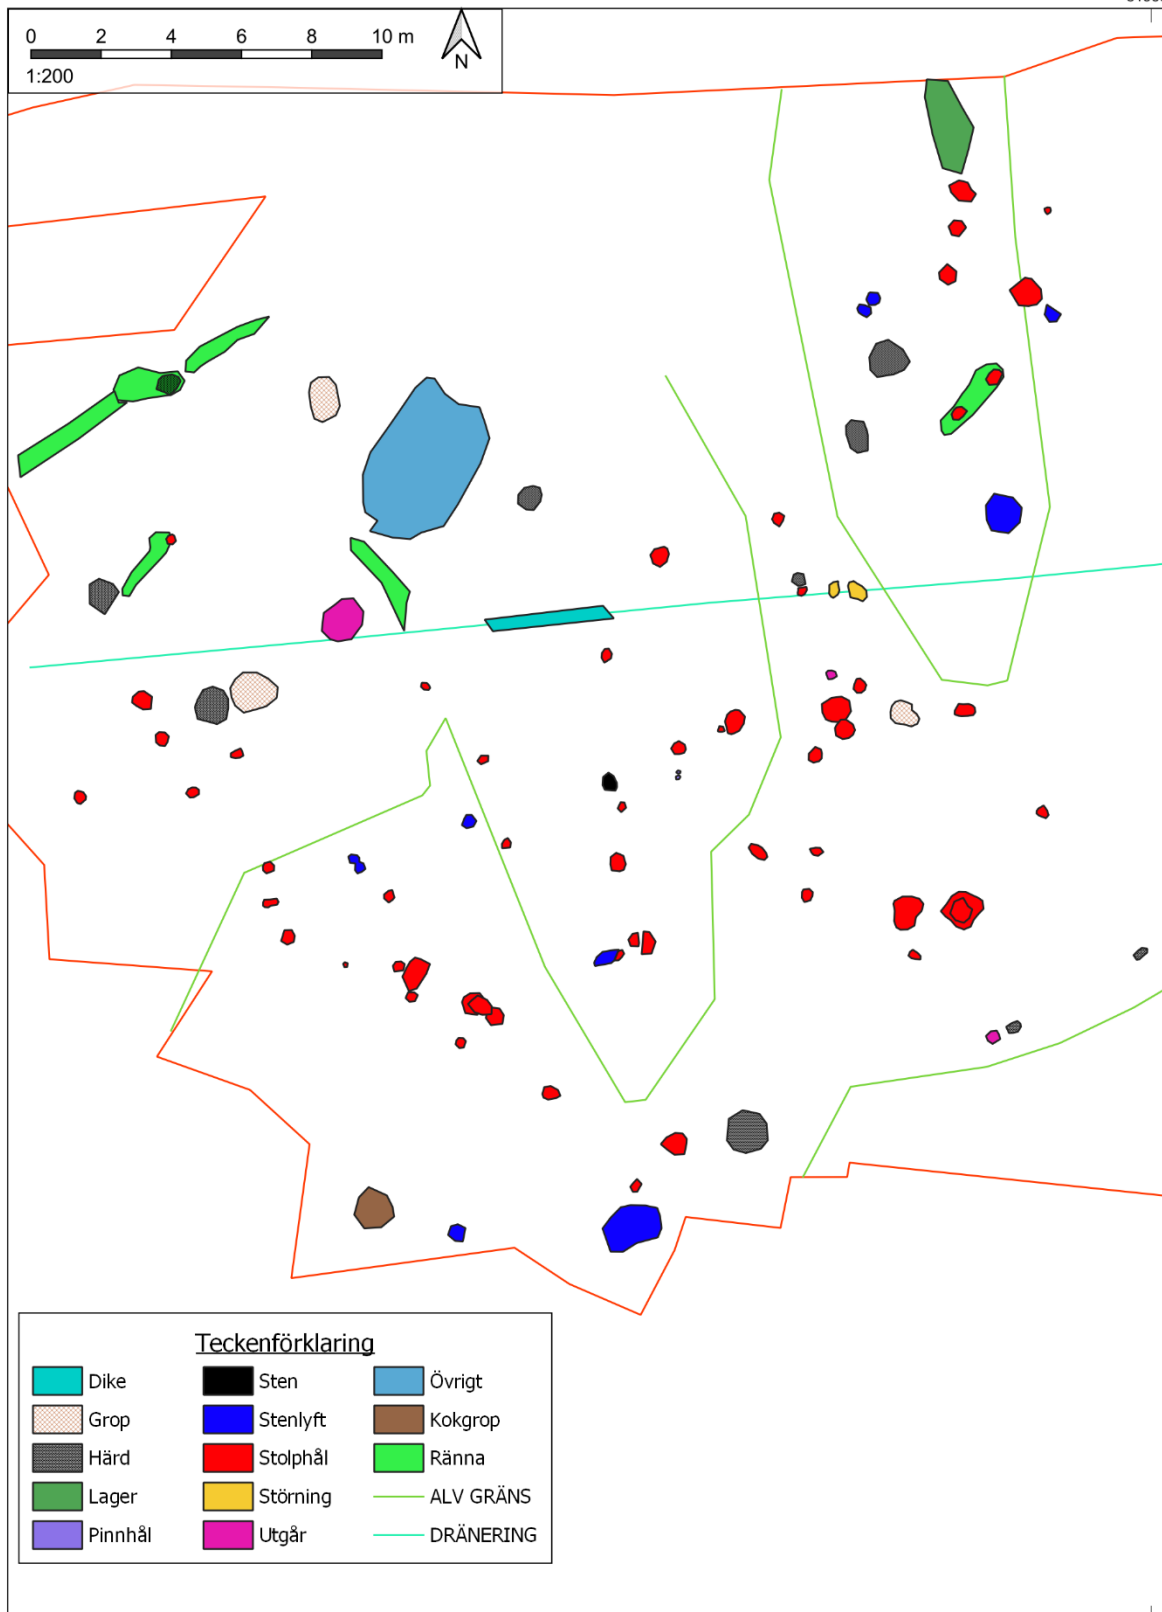 0 2 4 6 8 10 m
N
1:200
Teckenförklaring
Dike Sten Övrigt
Grop Stenlyft Kokgrop
Härd Stolphål Ränna
Lager Störning ALV GRÄNS
Pinnhål Utgår DRÄNERING